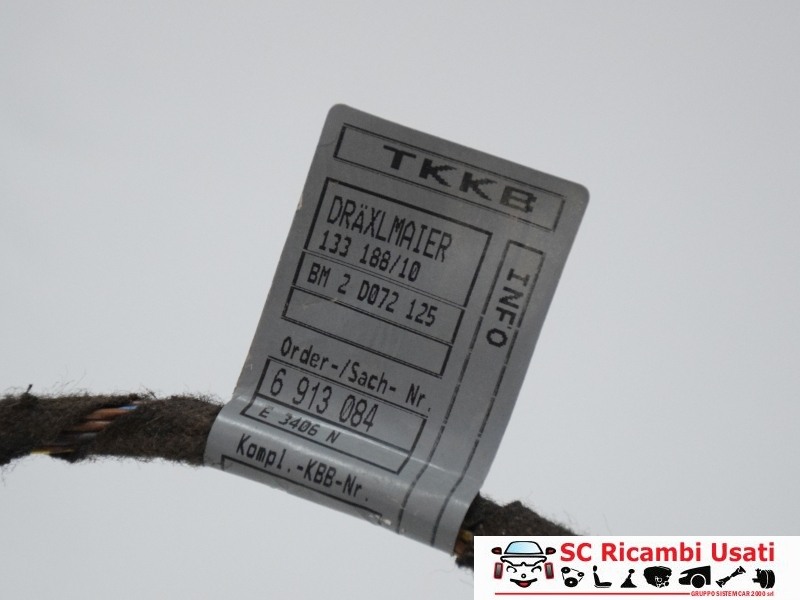 TKKB
DRÄXLMAIER
133 188/10
BM 2 D072 125
INFO
Order-/Sach- Nr.
6 913 084
E 3406 N
Kompl.-KBB-Nr.
SC Ricambi Usati
GRUPPO SISTEMCAR 2000 srl